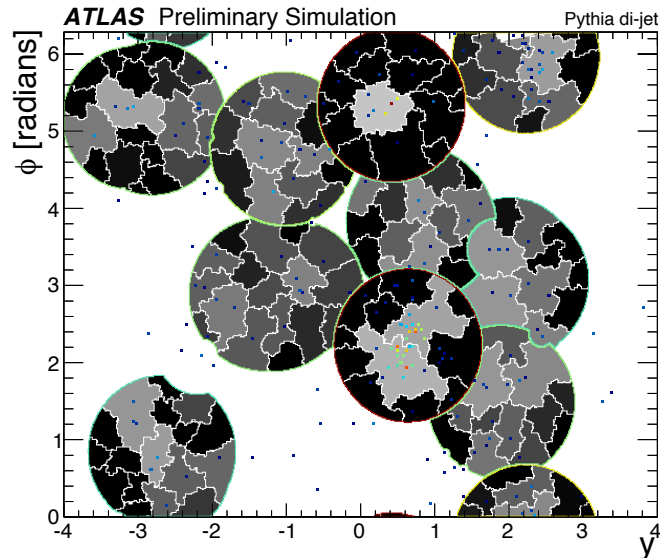 ATLAS Preliminary Simulation
Pythia di-jet
ϕ [radians]
6
5
4
3
2
1
0
-4 -3 -2 -1 0 1 2 3 4
y